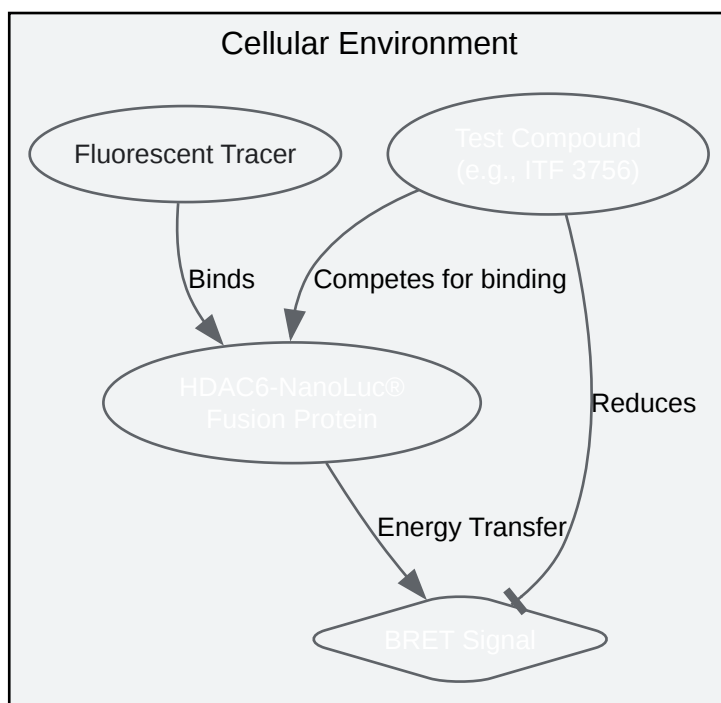 Cellular Environment
Fluorescent Tracer
Test Compound
(e.g., ITF 3756)
Binds
Competes for binding
HDAC6-NanoLuc®
Fusion Protein
Reduces
Energy Transfer
BRET Signal